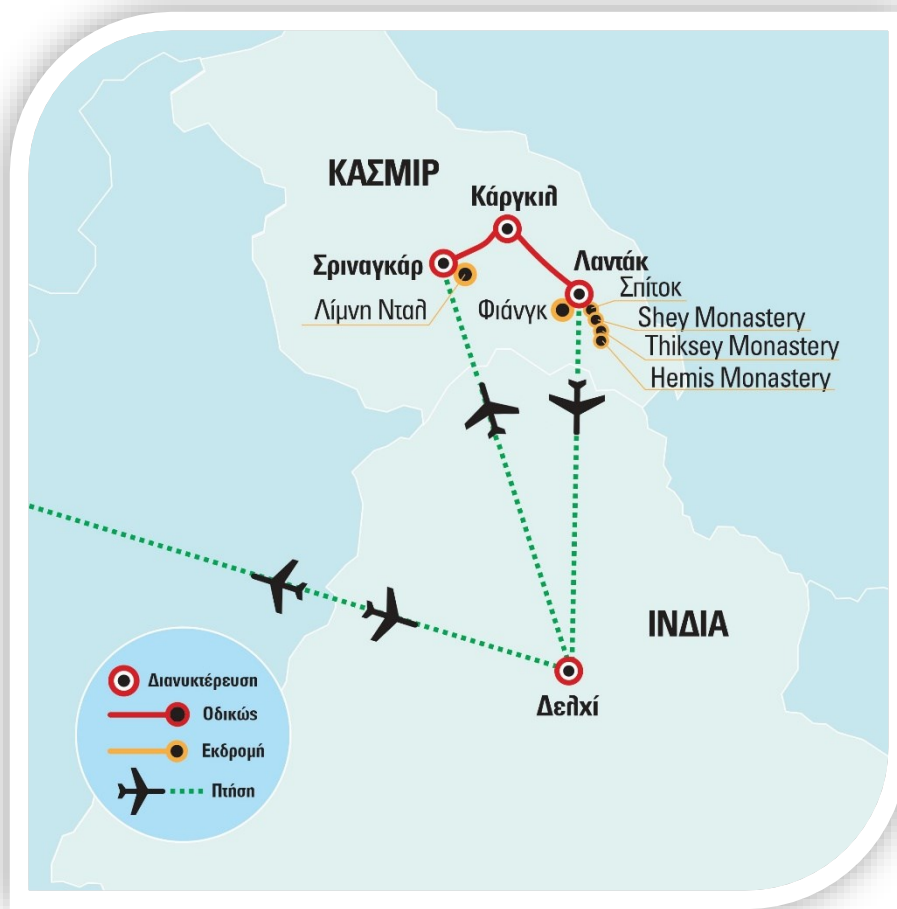 ΚΑΣΜΙΡ
Κάργκιλ
Σριναγκάρ
Λαντάκ
Λίμνη Νταλ
Φιάνγκ
Σπίτοκ
Shey Monastery
Thiksey Monastery
Hemis Monastery
ΙΝΔΙΑ
Δελχί
Διανυκτέρευση
Οδικώς
Εκδρομή
Πτήση